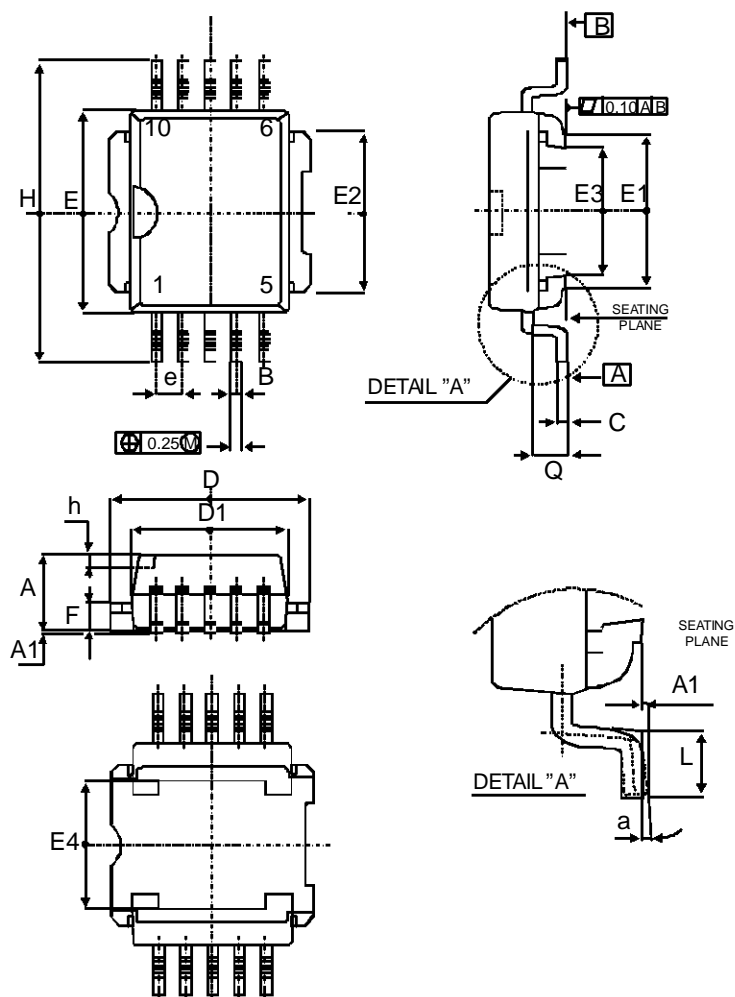 B
0.10 A B
10 6
H E E2 E3 E1
1 5
SEATING
PLANE
e B
DETAIL "A"
A
C
0.25 M
Q
D
h
D1
A
F
A1
SEATING
PLANE
A1
L
DETAIL "A"
a
E4